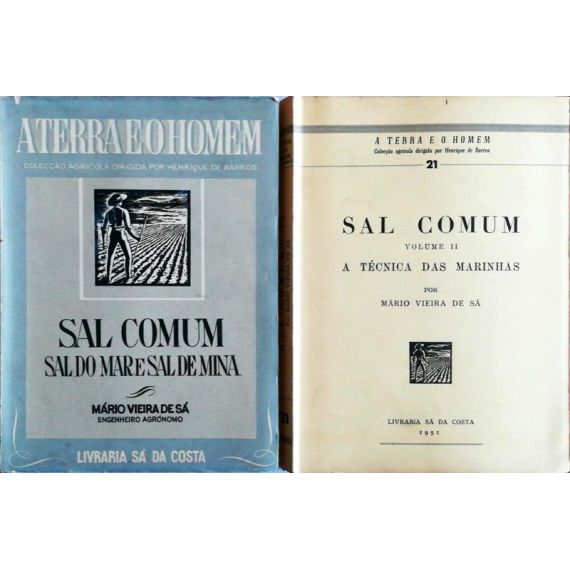 A TERRA E O HOMEM
COLECÇÃO AGRÍCOLA DIRIGIDA POR HENRIQUE DE BARROS
SAL COMUM
SAL DO MAR E SAL DE MINA
MÁRIO VIEIRA DE SÁ
ENGENHEIRO AGRÓNOMO
LIVRARIA SÁ DA COSTA
21
A TERRA E O HOMEM
Colecção agrícola dirigida por Henrique de Barros
21
SAL COMUM
VOLUME II
A TÉCNICA DAS MARINHAS
POR
MÁRIO VIEIRA DE SÁ
LIVRARIA SÁ DA COSTA
1951